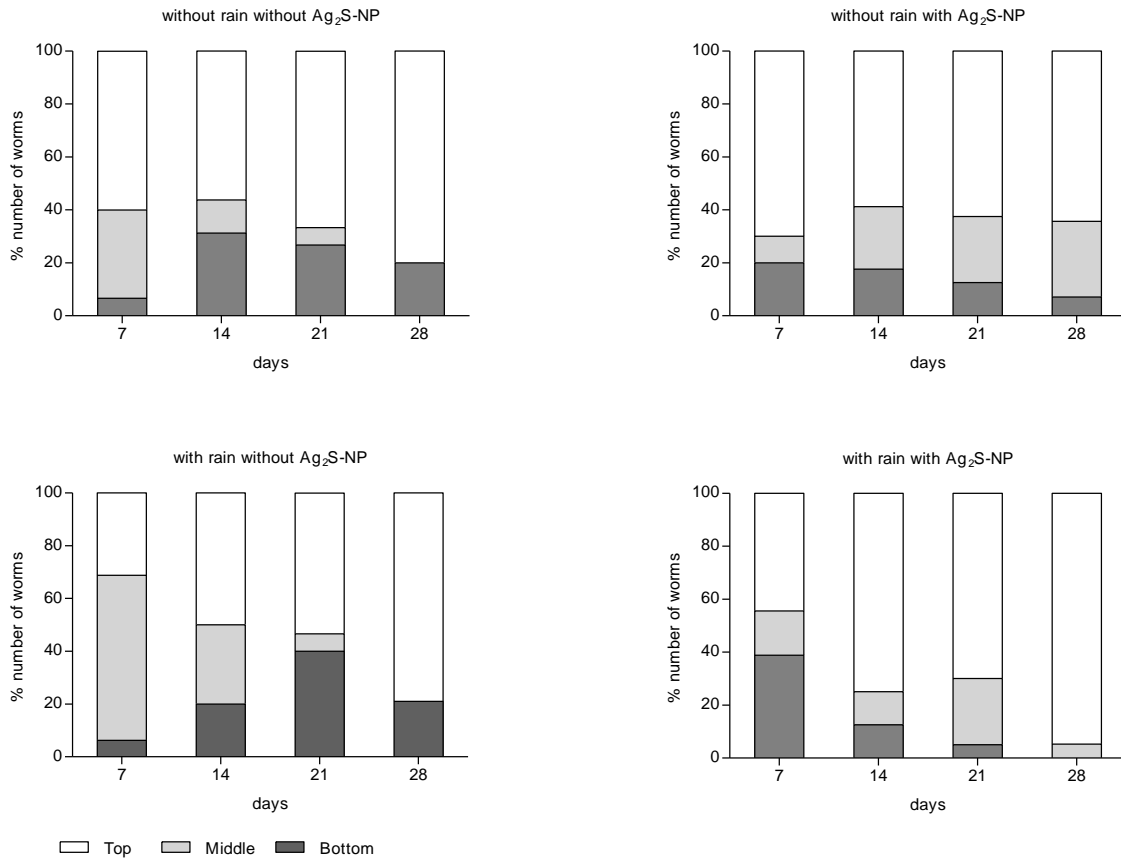 without rain without Ag₂S-NP
100
80
60
40
20
0
% number of worms
7 14 21 28
days
without rain with Ag₂S-NP
100
80
60
40
20
0
% number of worms
7 14 21 28
days
with rain without Ag₂S-NP
100
80
60
40
20
0
% number of worms
7 14 21 28
days
with rain with Ag₂S-NP
100
80
60
40
20
0
% number of worms
7 14 21 28
days
Top Middle Bottom